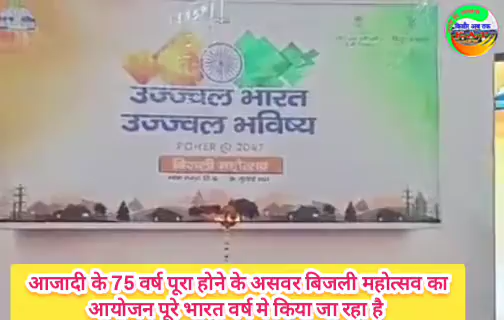 उज्ज्वल भारत
उज्ज्वल भविष्य
POWER @ 2047
बिजली महोत्सव
आजादी के 75 वर्ष पूरा होने के असवर बिजली महोत्सव का
आयोजन पूरे भारत वर्ष मे किया जा रहा है